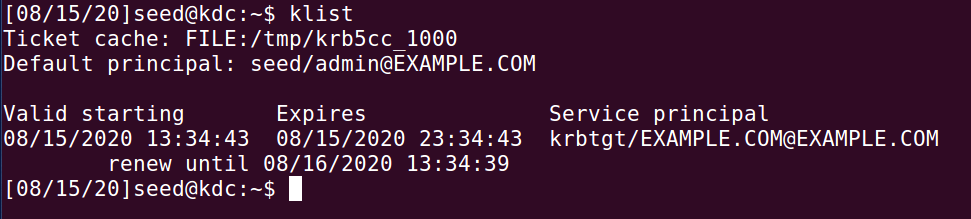 [08/15/20]seed@kdc:~$ klist
Ticket cache: FILE:/tmp/krb5cc_1000
Default principal: seed/admin@EXAMPLE.COM
Valid starting       Expires              Service principal
08/15/2020 13:34:43  08/15/2020 23:34:43  krbtgt/EXAMPLE.COM@EXAMPLE.COM
        renew until 08/16/2020 13:34:39
[08/15/20]seed@kdc:~$